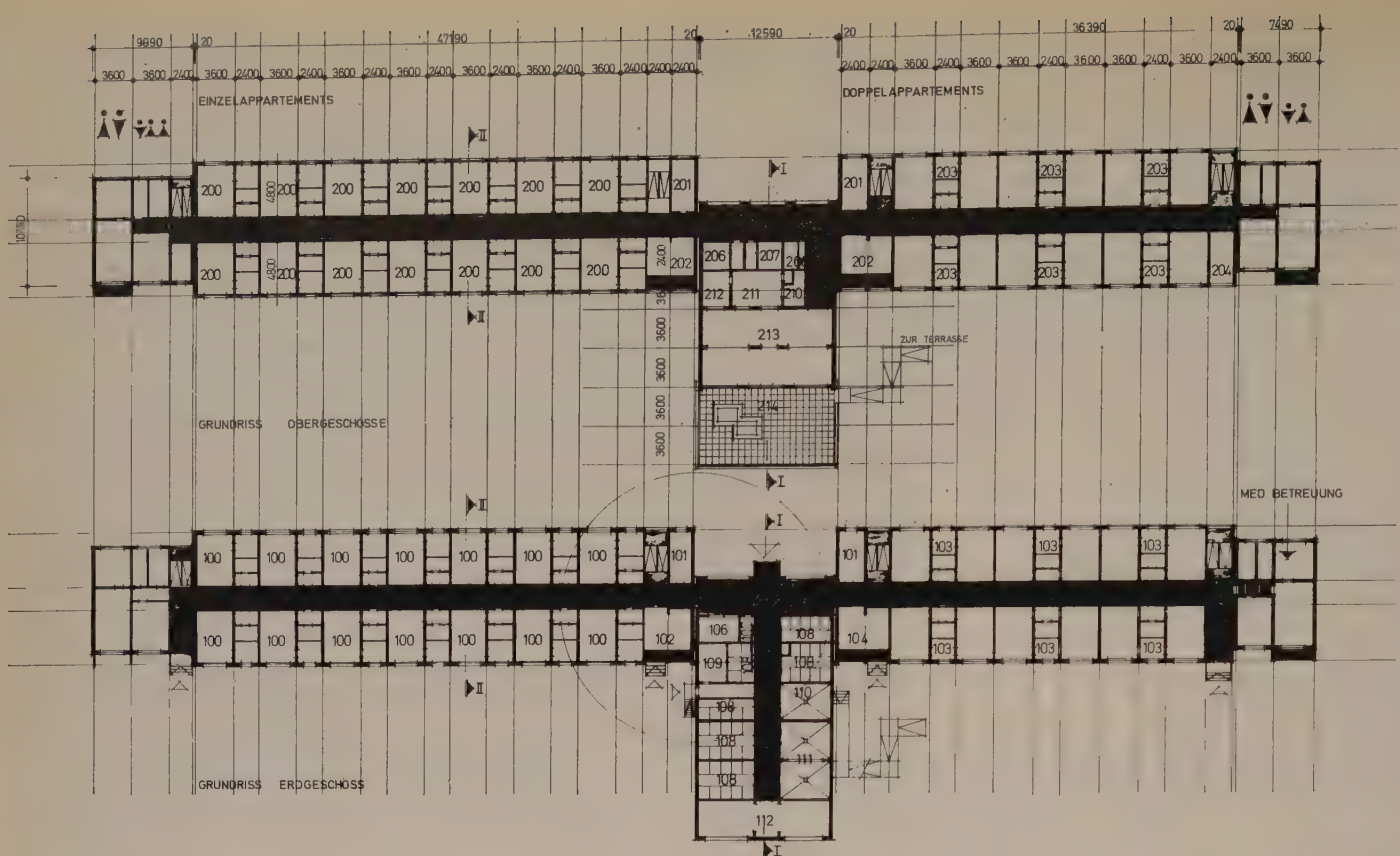 9990 20 47190 20 12590 20 36390 20 7490
3600 3600 2400 3600 2400 3600 2400 3600 2400 3600 2400 3600 2400 3600 2400 3600 2400 2400 2400 2400 2400 3600 2400 3600 3600 2400 3600 3600 2400 3600 2400 3600 3600
EINZELAPPARTEMENTS DOPPELAPPARTEMENTS
II
I
200 200 200 200 200 200 200 201 201 203 203 203
4800
4800
200 200 200 200 200 200 200 2400 202 206 207 202 203 203 203 204
212 211 210
II
3600 213 ZUR TERRASSE
3600
3600 214
GRUNDRISS OBERGESCHOSSE
3600
I
MED BETREUUNG
II
I
100 100 100 100 100 100 100 101 101 103 103 103
100 100 100 100 100 100 100 102 106 108 104 103 103 103
109 108
II
110
108
108 111
108
GRUNDRISS ERDGESCHOSS
112
I